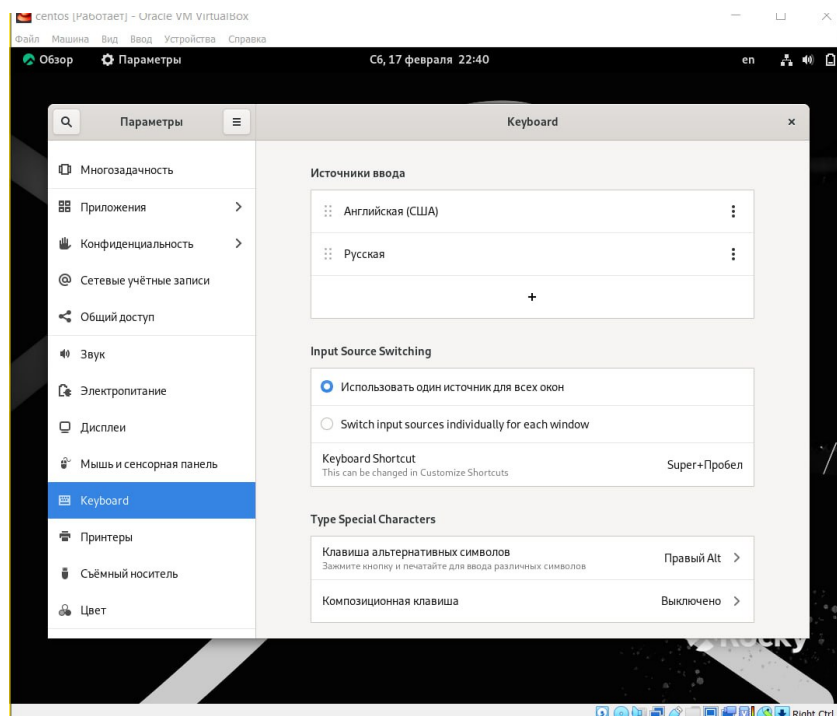 centos [Работает] - Oracle VM VirtualBox
Файл Машина Вид Ввод Устройства Справка
Обзор Параметры Сб, 17 февраля 22:40 en
Параметры Keyboard
Многозадачность
Приложения
Конфиденциальность
@ Сетевые учётные записи
Общий доступ
Звук
Электропитание
Дисплеи
Мышь и сенсорная панель
Keyboard
Принтеры
Съёмный носитель
Цвет
Источники ввода
Английская (США)
Русская
+
Input Source Switching
Использовать один источник для всех окон
Switch input sources individually for each window
Keyboard Shortcut
This can be changed in Customize Shortcuts
Super+Пробел
Type Special Characters
Клавиша альтернативных символов
Зажмите кнопку и печатайте для ввода различных символов
Правый Alt
Композиционная клавиша
Выключено
Rocky
Right Ctrl